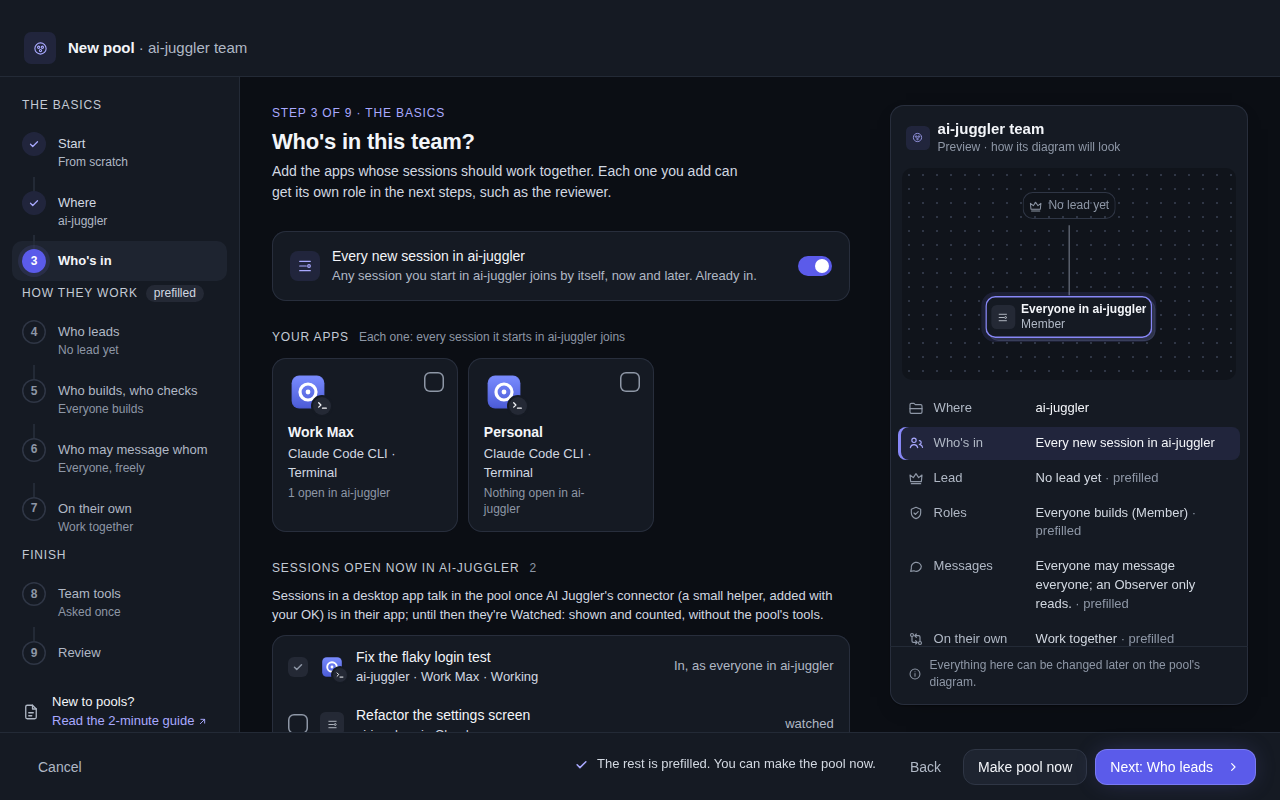 New pool · ai-juggler team
THE BASICS
Start
From scratch
Where
ai-juggler
3
Who's in
HOW THEY WORK prefilled
4
Who leads
No lead yet
5
Who builds, who checks
Everyone builds
6
Who may message whom
Everyone, freely
7
On their own
Work together
FINISH
8
Team tools
Asked once
9
Review
New to pools?
Read the 2-minute guide
STEP 3 OF 9 · THE BASICS
Who's in this team?
Add the apps whose sessions should work together. Each one you add can
get its own role in the next steps, such as the reviewer.
Every new session in ai-juggler
Any session you start in ai-juggler joins by itself, now and later. Already in.
YOUR APPS Each one: every session it starts in ai-juggler joins
Work Max
Claude Code CLI ·
Terminal
1 open in ai-juggler
Personal
Claude Code CLI ·
Terminal
Nothing open in ai-
juggler
SESSIONS OPEN NOW IN AI-JUGGLER 2
Sessions in a desktop app talk in the pool once AI Juggler's connector (a small helper, added with
your OK) is in their app; until then they're Watched: shown and counted, without the pool's tools.
Fix the flaky login test
ai-juggler · Work Max · Working
In, as everyone in ai-juggler
Refactor the settings screen
watched
ai-juggler team
Preview · how its diagram will look
No lead yet
Everyone in ai-juggler
Member
Where ai-juggler
Who's in Every new session in ai-juggler
Lead No lead yet · prefilled
Roles Everyone builds (Member) ·
prefilled
Messages Everyone may message
everyone; an Observer only
reads. · prefilled
On their own Work together · prefilled
Everything here can be changed later on the pool's
diagram.
Cancel
The rest is prefilled. You can make the pool now.
Back
Make pool now
Next: Who leads